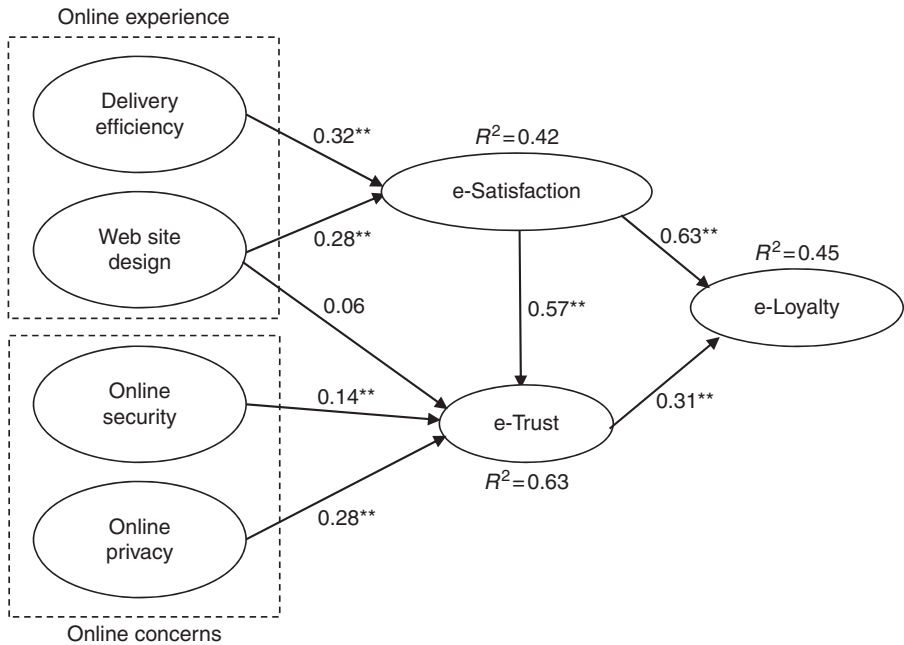 Online experience
Delivery
efficiency
0.32**
R²=0.42
e-Satisfaction
Web site
design
0.28**
0.63**
R²=0.45
e-Loyalty
0.06
0.57**
Online
security
0.14**
e-Trust
0.31**
R²=0.63
Online
privacy
0.28**
Online concerns